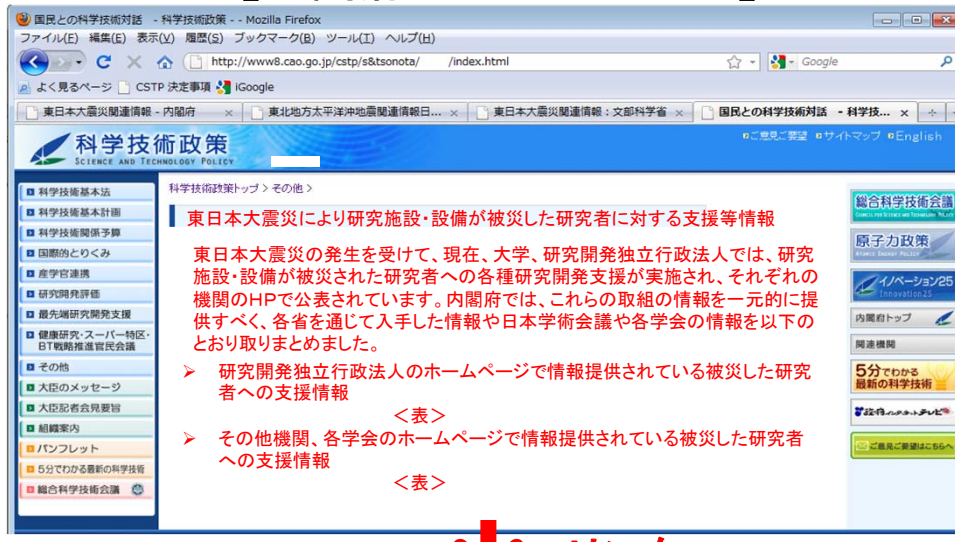 国民との科学技術対話 - 科学技術政策 - - Mozilla Firefox
ファイル(F) 編集(E) 表示(V) 履歴(S) ブックマーク(B) ツール(T) ヘルプ(H)
http://www8.cao.go.jp/cstp/s&tsonota/ /index.html
Google
よく見るページ CSTP 決定事項 iGoogle
東日本大震災関連情報 - 内閣府
東北地方太平洋沖地震関連情報日...
東日本大震災関連情報：文部科学省
国民との科学技術対話 - 科学技...
科学技術政策
SCIENCE AND TECHNOLOGY POLICY
ご意見ご要望 サイトマップ English
科学技術基本法
科学技術基本計画
科学技術関係予算
国際的とりくみ
産学官連携
研究開発評価
最先端研究開発支援
健康研究・スーパー特区・
BT戦略推進官民会議
その他
大臣のメッセージ
大臣記者会見要旨
組織案内
パンフレット
5分でわかる最新の科学技術
総合科学技術会議
科学技術政策トップ > その他 >
東日本大震災により研究施設・設備が被災した研究者に対する支援等情報
東日本大震災の発生を受けて、現在、大学、研究開発独立行政法人では、研究
施設・設備が被災された研究者への各種研究開発支援が実施され、それぞれの
機関のHPで公表されています。内閣府では、これらの取組の情報を一元的に提
供すべく、各省を通じて入手した情報や日本学術会議や各学会の情報を以下の
とおり取りまとめました。
➢ 研究開発独立行政法人のホームページで情報提供されている被災した研究
者への支援情報
＜表＞
➢ その他機関、各学会のホームページで情報提供されている被災した研究者
への支援情報
＜表＞
総合科学技術会議
原子力政策
Atomic Energy Policy
イノベーション25
Innovation25
内閣府トップ
関連機関
5分でわかる
最新の科学技術
政府インターネットテレビ
ご意見ご要望はこちらへ